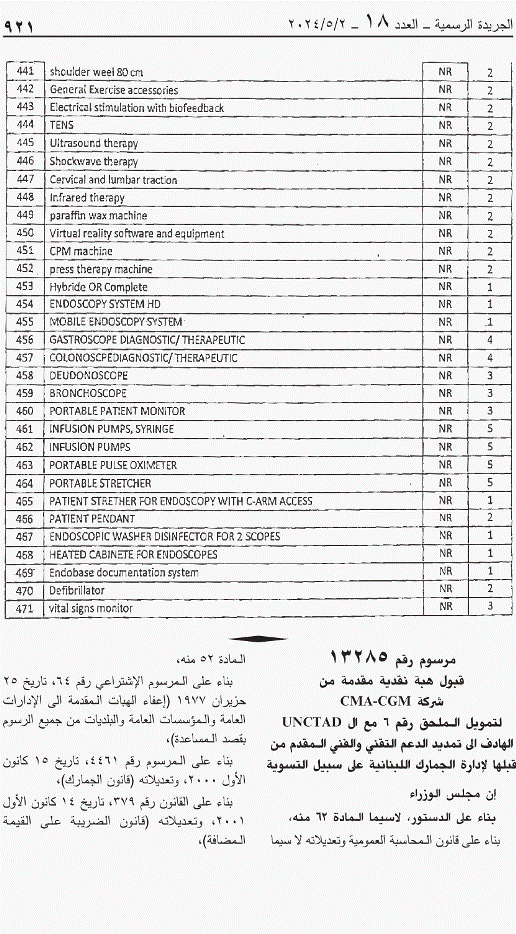 الجريدة الرسمية ــ العدد ١٨ ــ ٢٠٢٤/٥/٢ ٩٢١
441 shoulder weel 80 cm NR 2
442 General Exercise accessories NR 2
443 Electrical stimulation with biofeedback NR 2
444 TENS NR 2
445 Ultrasound therapy NR 2
446 Shockwave therapy NR 2
447 Cervical and lumbar traction NR 2
448 Infrared therapy NR 2
449 paraffin wax machine NR 2
450 Virtual reality software and equipment NR 2
451 CPM machine NR 2
452 press therapy machine NR 2
453 Hybride OR Complete NR 1
454 ENDOSCOPY SYSTEM HD NR 1
455 MOBILE ENDOSCOPY SYSTEM NR 1
456 GASTROSCOPE DIAGNOSTIC/ THERAPEUTIC NR 4
457 COLONOSCPEDIAGNOSTIC/ THERAPEUTIC NR 4
458 DEUDONOSCOPE NR 3
459 BRONCHOSCOPE NR 3
460 PORTABLE PATIENT MONITOR NR 3
461 INFUSION PUMPS, SYRINGE NR 5
462 INFUSION PUMPS NR 5
463 PORTABLE PULSE OXIMETER NR 5
464 PORTABLE STRETCHER NR 5
465 PATIENT STRETHER FOR ENDOSCOPY WITH C-ARM ACCESS NR 1
466 PATIENT PENDANT NR 2
467 ENDOSCOPIC WASHER DISINFECTOR FOR 2 SCOPES NR 1
468 HEATED CABINETE FOR ENDOSCOPES NR 1
469 Endobase documentation system NR 1
470 Defibrillator NR 2
471 vital signs monitor NR 3
مرسوم رقم ١٣٢٨٥
قبول هبة نقدية مقدمة من
شركة CMA-CGM
لتمويل الملحق رقم ٦ مع ال UNCTAD
الهادف الى تمديد الدعم التقني والفني المقدم من
قبلها لإدارة الجمارك اللبنانية على سبيل التسوية
إن مجلس الوزراء
بناء على الدستور، لاسيما المادة ٦٢ منه،
بناء على قانون المحاسبة العمومية وتعديلاته لا سيما
المادة ٥٢ منه،
بناء على المرسوم الإشتراعي رقم ٦٤، تاريخ ٢٥
حزيران ١٩٧٧ (إعفاء الهبات المقدمة الى الإدارات
العامة والمؤسسات العامة والبلديات من جميع الرسوم
بقصد المساعدة)،
بناء على المرسوم رقم ٤٤٦١، تاريخ ١٥ كانون
الأول ٢٠٠٠، وتعديلاته (قانون الجمارك)،
بناء على القانون رقم ٣٧٩، تاريخ ١٤ كانون الأول
٢٠٠١، وتعديلاته (قانون الضريبة على القيمة
المضافة)،